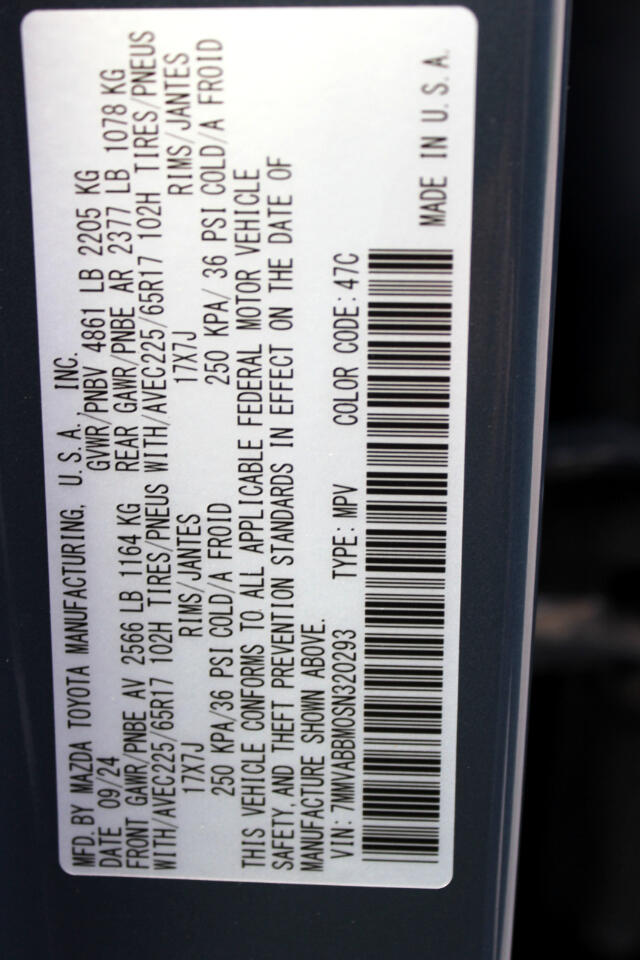 MFD. BY MAZDA TOYOTA MANUFACTURING, U.S.A., INC.
DATE 09/24 GVWR/PNBV 4861 LB 2205 KG
FRONT GAWR/PNBE AV 2566 LB 1164 KG REAR GAWR/PNBE AR 2377 LB 1078 KG
WITH/AVEC225/65R17 102H TIRES/PNEUS WITH/AVEC225/65R17 102H TIRES/PNEUS
17X7J RIMS/JANTES 17X7J RIMS/JANTES
250 KPA/36 PSI COLD/A FROID 250 KPA/ 36 PSI COLD/A FROID
THIS VEHICLE CONFORMS TO ALL APPLICABLE FEDERAL MOTOR VEHICLE
SAFETY, AND THEFT PREVENTION STANDARDS IN EFFECT ON THE DATE OF
MANUFACTURE SHOWN ABOVE.
VIN: 7MMVABBM0SN320293 TYPE: MPV COLOR CODE: 47C
MADE IN U.S.A.